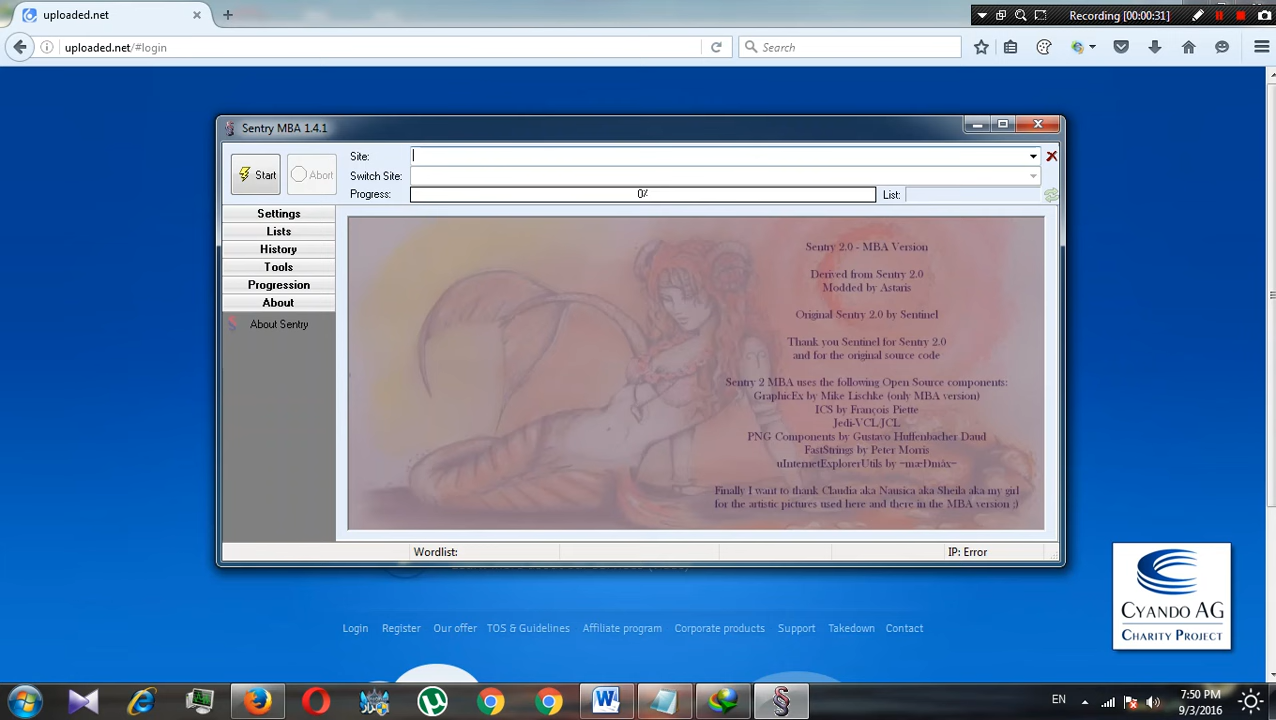 uploaded.net
Recording [00:00:31]
uploaded.net/#login
Search
Sentry MBA 1.4.1
Start
Abort
Site:
Switch Site:
Progress:
0%
List:
Settings
Lists
History
Tools
Progression
About
About Sentry
Sentry 2.0 - MBA Version
Derived from Sentry 2.0
Modded by Astaris
Original Sentry 2.0 by Sentinel
Thank you Sentinel for Sentry 2.0
and for the original source code
Sentry 2 MBA uses the following Open Source components:
GraphicEx by Mike Lischke (only MBA version)
ICS by François Piette
Jedi-VCL/JCL
PNG Components by Gustavo Huffenbacher Daud
FastStrings by Peter Morris
uInternetExplorerUtils by ~mæDmäx~
Finally I want to thank Claudia aka Nausica aka Sheila aka my girl
for the artistic pictures used here and there in the MBA version ;)
Wordlist:
IP: Error
CYANDO AG
CHARITY PROJECT
Login Register Our offer TOS & Guidelines Affiliate program Corporate products Support Takedown Contact
EN
7:50 PM
9/3/2016